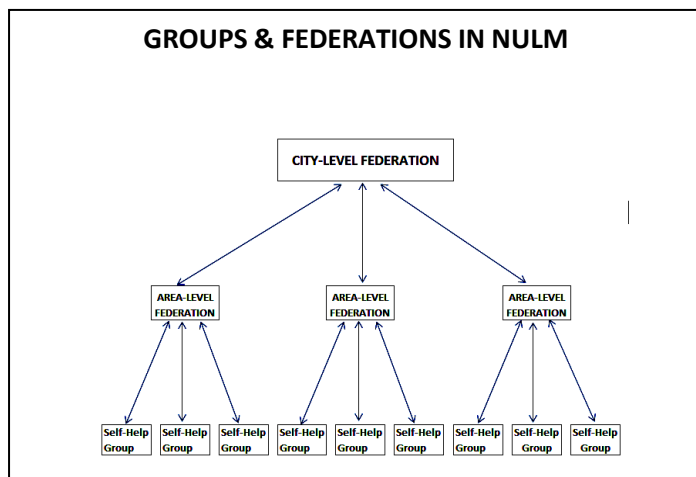 GROUPS & FEDERATIONS IN NULM
CITY-LEVEL FEDERATION
AREA-LEVEL
FEDERATION
AREA-LEVEL
FEDERATION
AREA-LEVEL
FEDERATION
Self-Help
Group
Self-Help
Group
Self-Help
Group
Self-Help
Group
Self-Help
Group
Self-Help
Group
Self-Help
Group
Self-Help
Group
Self-Help
Group